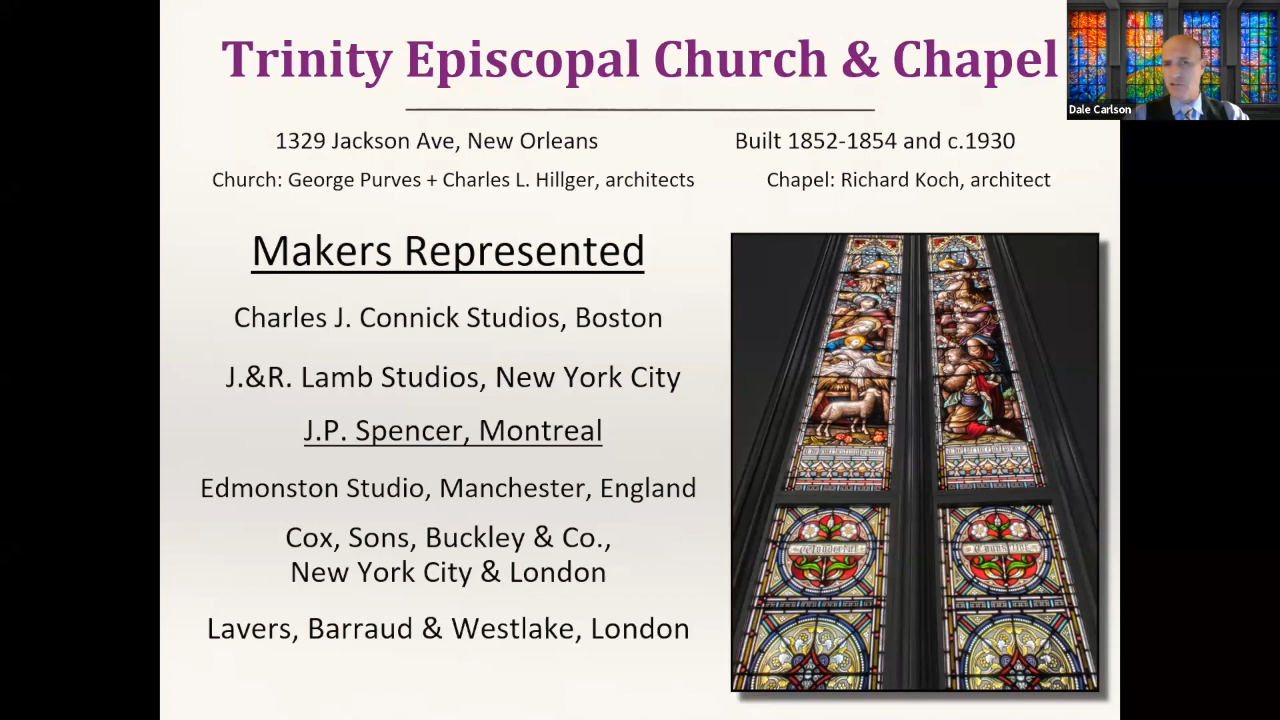 Trinity Episcopal Church & Chapel
Dale Carlson
1329 Jackson Ave, New Orleans
Built 1852-1854 and c.1930
Church: George Purves + Charles L. Hillger, architects
Chapel: Richard Koch, architect
Makers Represented
Charles J. Connick Studios, Boston
J.&R. Lamb Studios, New York City
J.P. Spencer, Montreal
Edmonston Studio, Manchester, England
Cox, Sons, Buckley & Co.,
New York City & London
Lavers, Barraud & Westlake, London
Wonderful